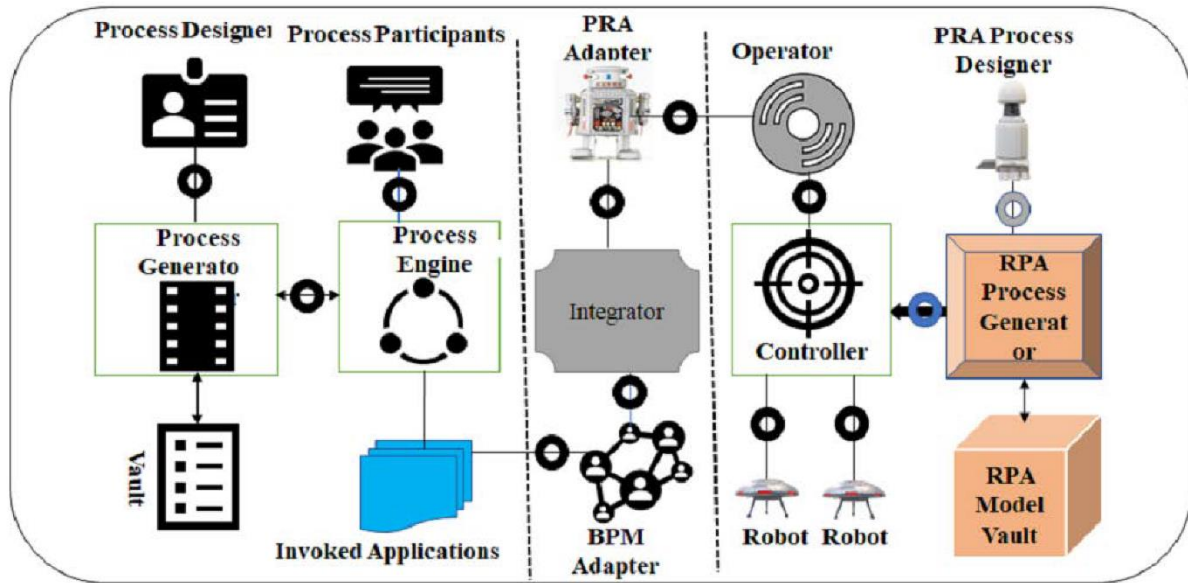 Process Designer
Process Participants
PRA
Adapter
Operator
PRA Process
Designer
Process
Generato
r
Process
Engine
Integrator
Controller
RPA
Process
Generat
or
Vault
Invoked Applications
BPM
Adapter
Robot
Robot
RPA
Model
Vault